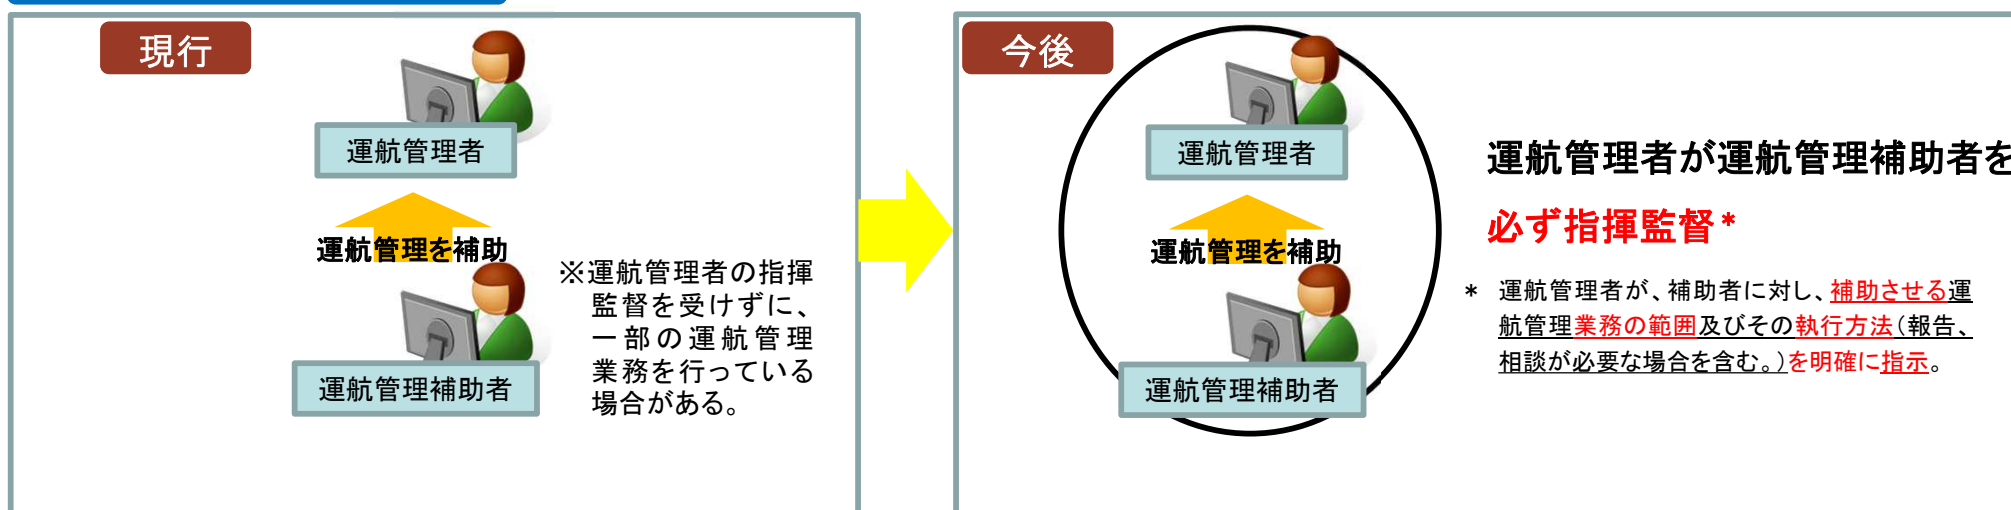 現行
運航管理者
運航管理を補助
運航管理補助者
※運航管理者の指揮
監督を受けずに、
一部の運航管理
業務を行っている
場合がある。
今後
運航管理者
運航管理を補助
運航管理補助者
運航管理者が運航管理補助者を
必ず指揮監督*
* 運航管理者が、補助者に対し、補助させる運
航管理業務の範囲及びその執行方法(報告、
相談が必要な場合を含む。)を明確に指示。